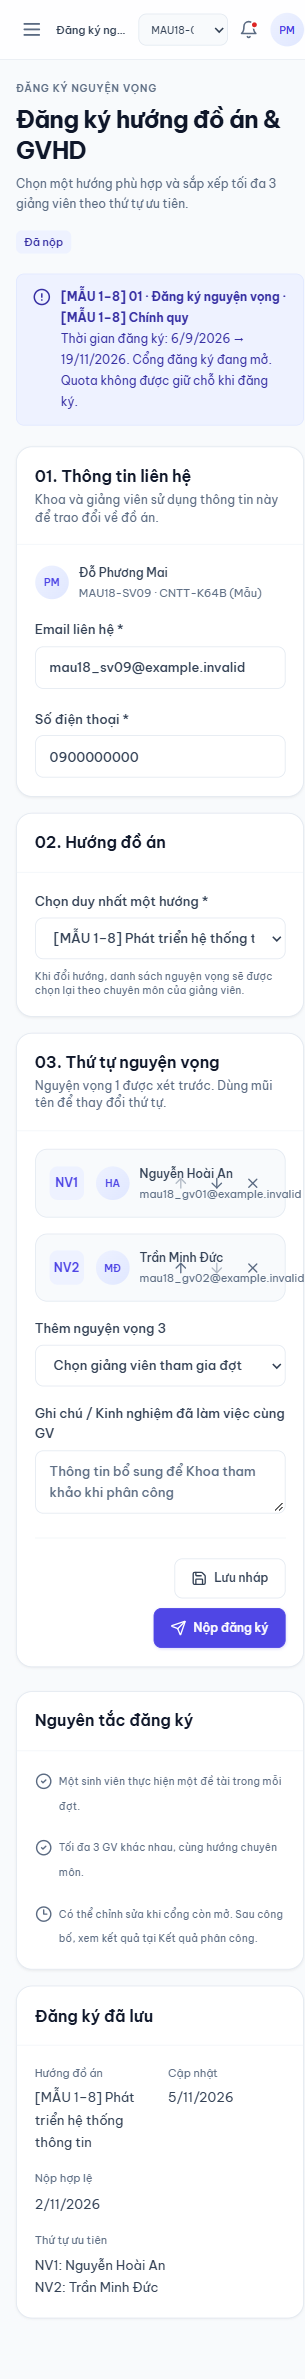 Đăng ký ng...
MAU18-
PM
ĐĂNG KÝ NGUYỆN VỌNG
Đăng ký hướng đồ án &
GVHD
Chọn một hướng phù hợp và sắp xếp tối đa 3
giảng viên theo thứ tự ưu tiên.
Đã nộp
[MẪU 1–8] 01 · Đăng ký nguyện vọng ·
[MẪU 1–8] Chính quy
Thời gian đăng ký: 6/9/2026 →
19/11/2026. Cổng đăng ký đang mở.
Quota không được giữ chỗ khi đăng
ký.
01. Thông tin liên hệ
Khoa và giảng viên sử dụng thông tin này
để trao đổi về đồ án.
PM
Đỗ Phương Mai
MAU18-SV09 · CNTT-K64B (Mẫu)
Email liên hệ *
mau18_sv09@example.invalid
Số điện thoại *
0900000000
02. Hướng đồ án
Chọn duy nhất một hướng *
[MẪU 1–8] Phát triển hệ thống t
Khi đổi hướng, danh sách nguyện vọng sẽ được
chọn lại theo chuyên môn của giảng viên.
03. Thứ tự nguyện vọng
Nguyện vọng 1 được xét trước. Dùng mũi
tên để thay đổi thứ tự.
NV1
HA
Nguyễn Hoài An
mau18_gv01@example.invalid
NV2
MĐ
Trần Minh Đức
mau18_gv02@example.invalid
Thêm nguyện vọng 3
Chọn giảng viên tham gia đợt
Ghi chú / Kinh nghiệm đã làm việc cùng
GV
Thông tin bổ sung để Khoa tham
khảo khi phân công
Lưu nháp
Nộp đăng ký
Nguyên tắc đăng ký
Một sinh viên thực hiện một đề tài trong mỗi
đợt.
Tối đa 3 GV khác nhau, cùng hướng chuyên
môn.
Có thể chỉnh sửa khi cổng còn mở. Sau công
bố, xem kết quả tại Kết quả phân công.
Đăng ký đã lưu
Hướng đồ án
[MẪU 1–8] Phát
triển hệ thống
thông tin
Cập nhật
5/11/2026
Nộp hợp lệ
2/11/2026
Thứ tự ưu tiên
NV1: Nguyễn Hoài An
NV2: Trần Minh Đức